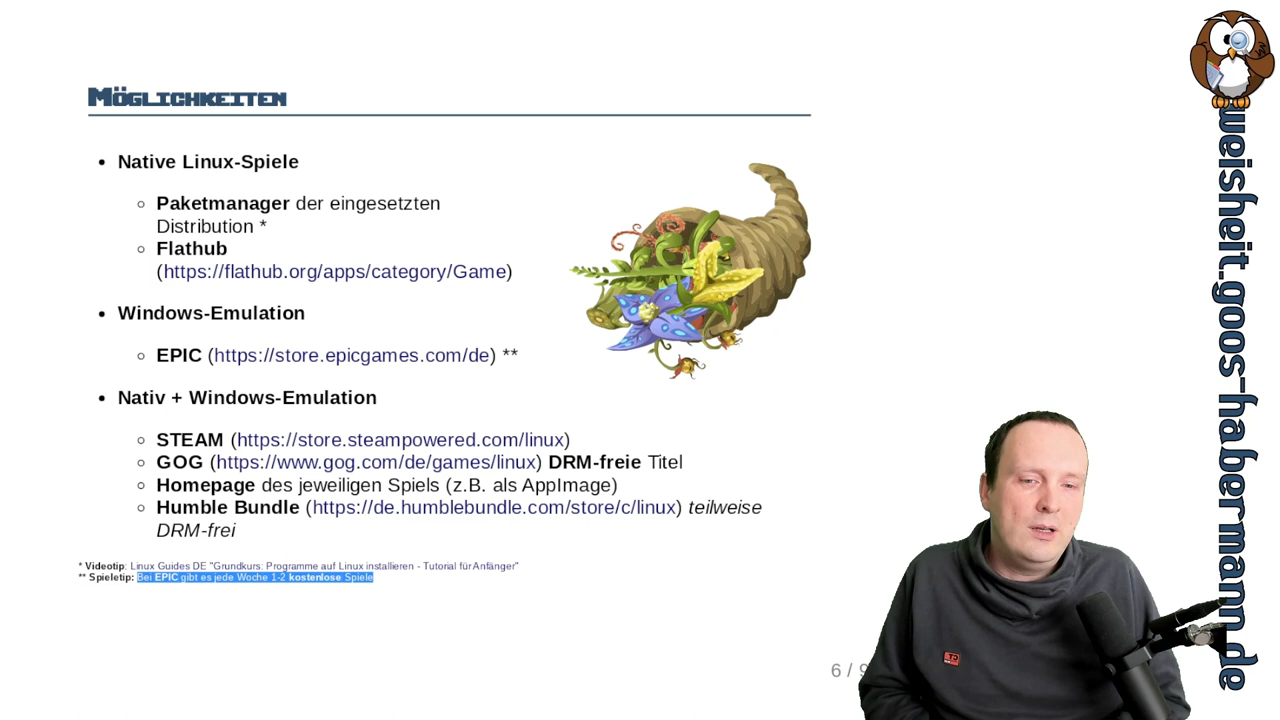 Möglichkeiten
Native Linux-Spiele
Paketmanager der eingesetzten
Distribution *
Flathub
(https://flathub.org/apps/category/Game)
Windows-Emulation
EPIC (https://store.epicgames.com/de) **
Nativ + Windows-Emulation
STEAM (https://store.steampowered.com/linux)
GOG (https://www.gog.com/de/games/linux) DRM-freie Titel
Homepage des jeweiligen Spiels (z.B. als AppImage)
Humble Bundle (https://de.humblebundle.com/store/c/linux) teilweise
DRM-frei
* Videotip: Linux Guides DE "Grundkurs: Programme auf Linux installieren - Tutorial für Anfänger"
** Spieletip: Bei EPIC gibt es jede Woche 1-2 kostenlose Spiele
6 / 9
weisheit.goos-habermann.de